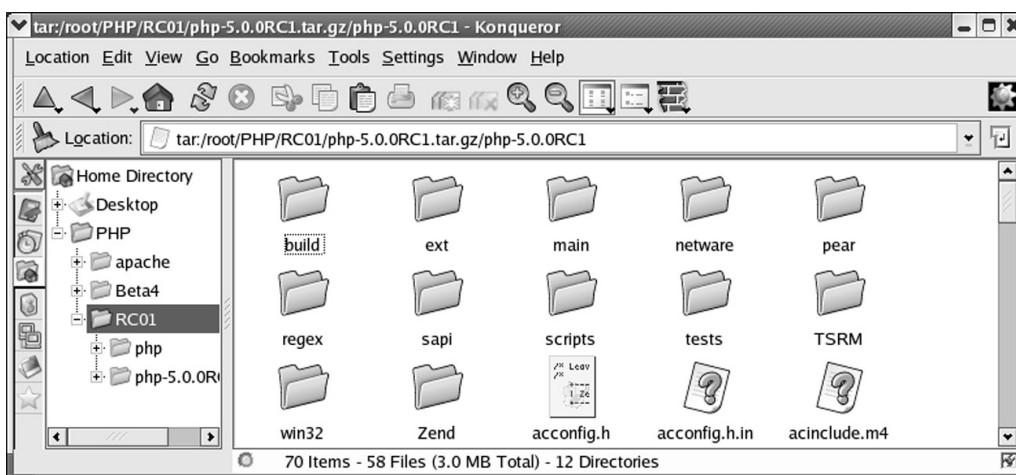 tar:/root/PHP/RC01/php-5.0.0RC1.tar.gz/php-5.0.0RC1 - Konqueror
Location Edit View Go Bookmarks Tools Settings Window Help
Location: tar:/root/PHP/RC01/php-5.0.0RC1.tar.gz/php-5.0.0RC1
Home Directory
Desktop
PHP
apache
Beta4
RC01
php
php-5.0.0R
build ext main netware pear
regex sapi scripts tests TSRM
win32 Zend acconfig.h acconfig.h.in acinclude.m4
70 Items - 58 Files (3.0 MB Total) - 12 Directories